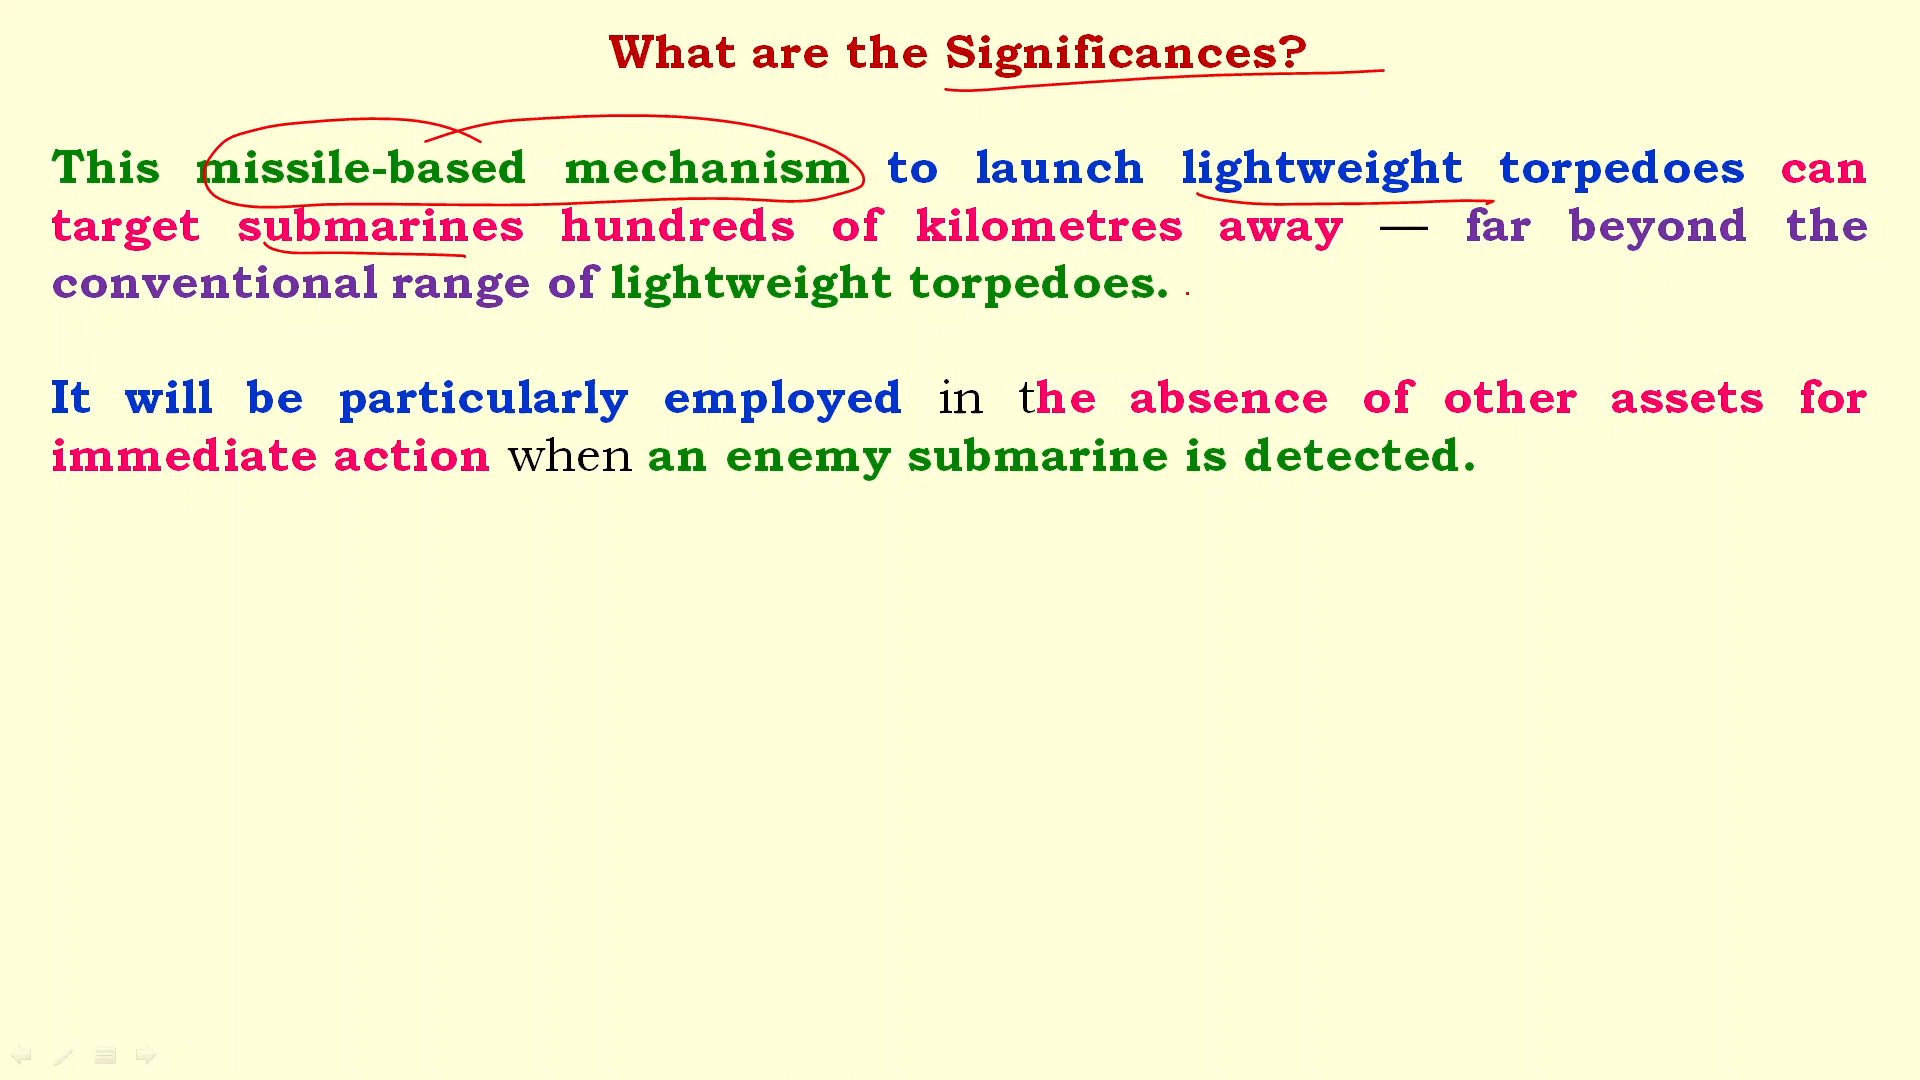 What are the Significances?
This missile-based mechanism to launch lightweight torpedoes can
target submarines hundreds of kilometres away — far beyond the
conventional range of lightweight torpedoes.
It will be particularly employed in the absence of other assets for
immediate action when an enemy submarine is detected.